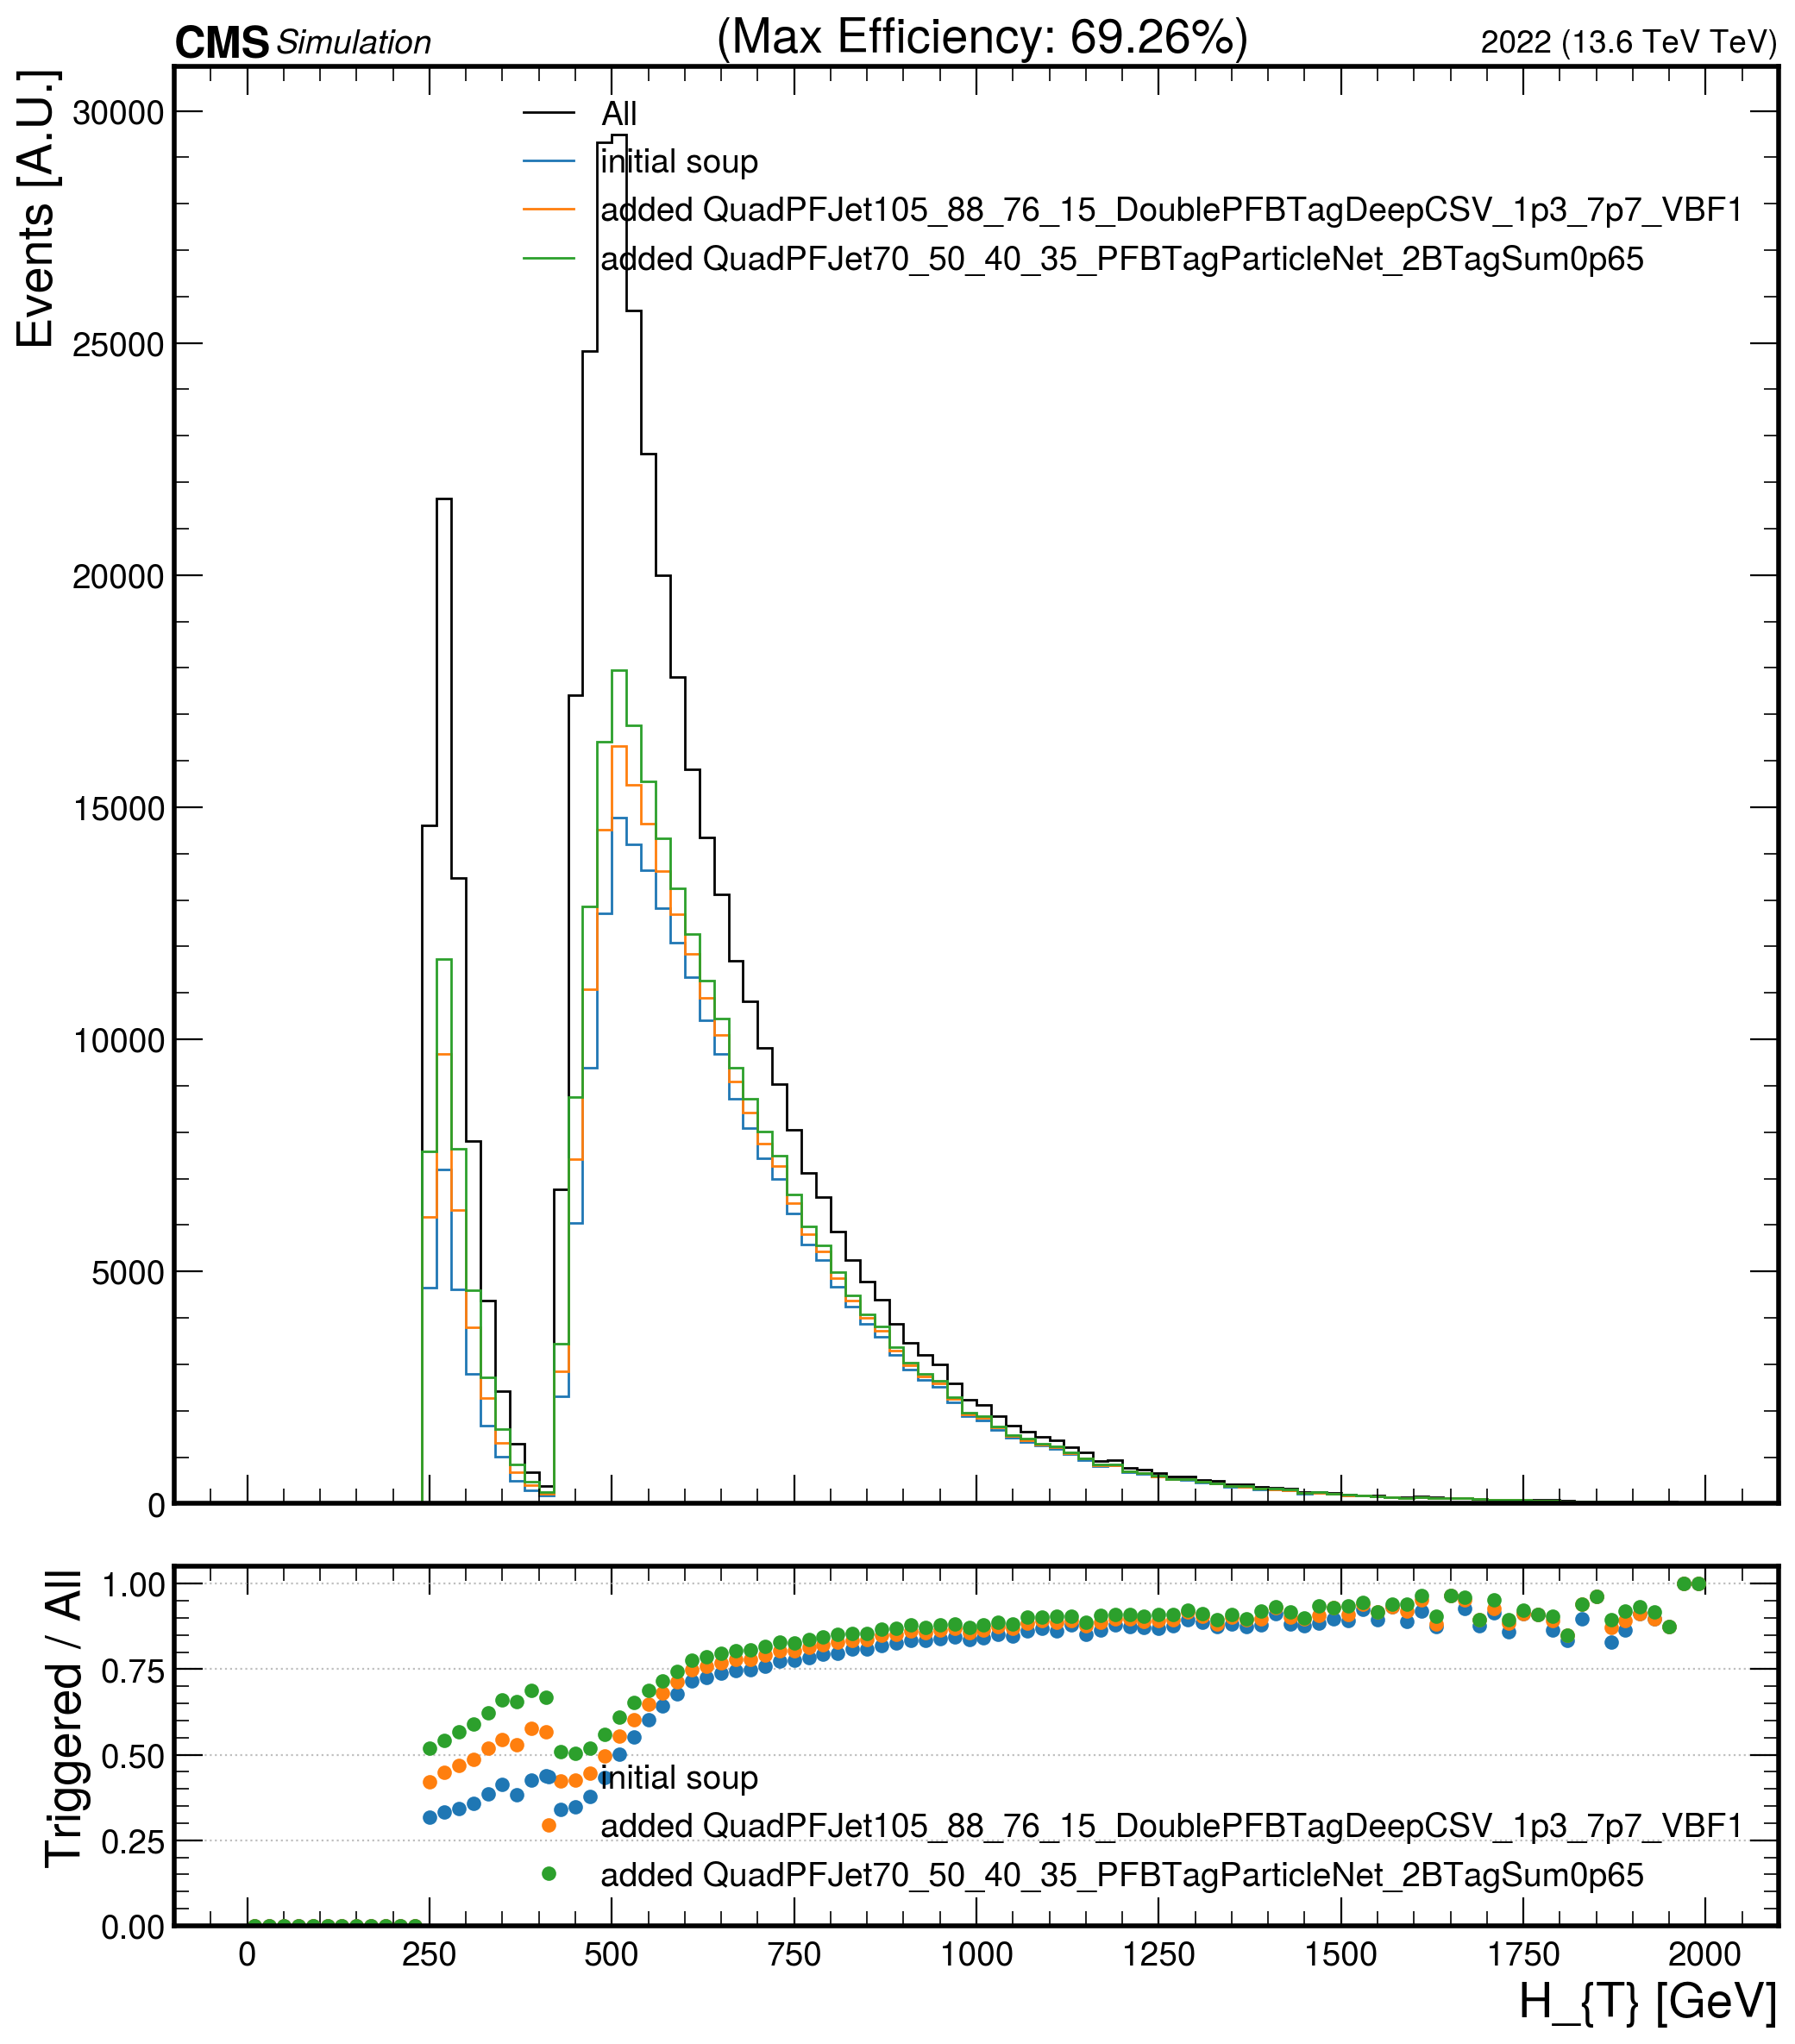 CMS Simulation (Max Efficiency: 69.26%) 2022 (13.6 TeV TeV)
Events [A.U.]
30000
25000
20000
15000
10000
5000
0
All
initial soup
added QuadPFJet105_88_76_15_DoublePFBTagDeepCSV_1p3_7p7_VBF1
added QuadPFJet70_50_40_35_PFBTagParticleNet_2BTagSum0p65
Triggered / All
1.00
0.75
0.50
0.25
0.00
initial soup
added QuadPFJet105_88_76_15_DoublePFBTagDeepCSV_1p3_7p7_VBF1
added QuadPFJet70_50_40_35_PFBTagParticleNet_2BTagSum0p65
0 250 500 750 1000 1250 1500 1750 2000
H_{T} [GeV]